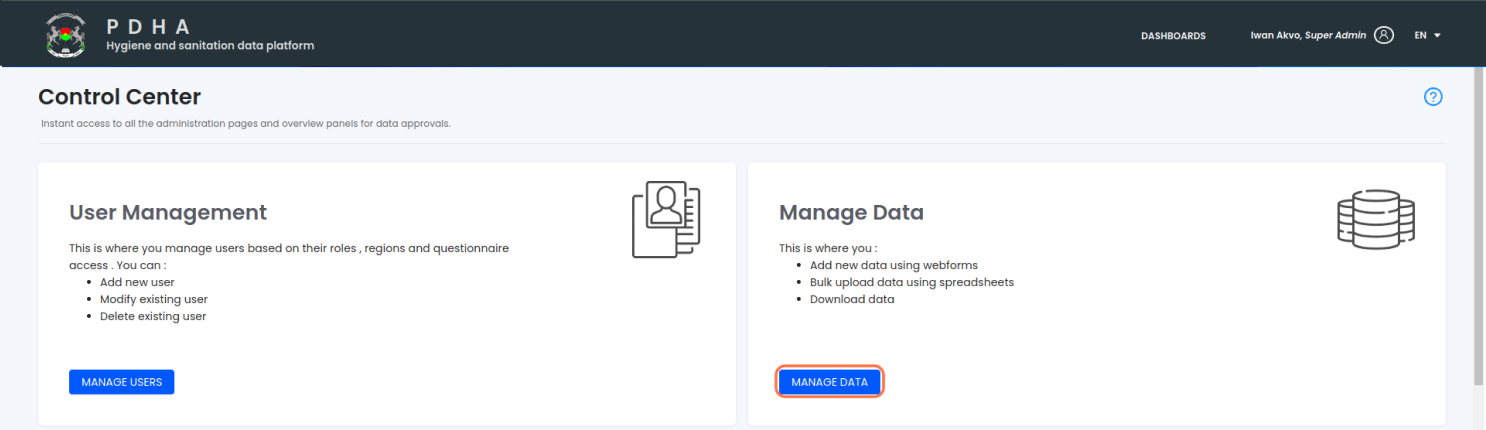 P D H A
Hygiene and sanitation data platform
DASHBOARDS
Iwan Akvo, Super Admin
EN
Control Center
Instant access to all the administration pages and overview panels for data approvals.
User Management
This is where you manage users based on their roles , regions and questionnaire
access . You can :
• Add new user
• Modify existing user
• Delete existing user
MANAGE USERS
Manage Data
This is where you :
• Add new data using webforms
• Bulk upload data using spreadsheets
• Download data
MANAGE DATA